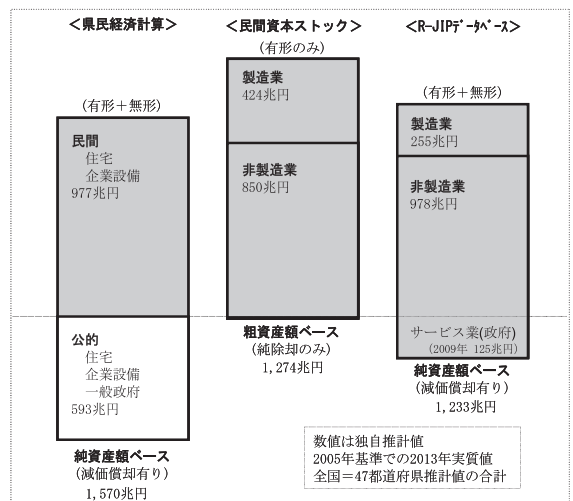 ＜県民経済計算＞
(有形＋無形)
民間
住宅
企業設備
977兆円
公的
住宅
企業設備
一般政府
593兆円
純資産額ベース
(減価償却有り)
1,570兆円
＜民間資本ストック＞
(有形のみ)
製造業
424兆円
非製造業
850兆円
粗資産額ベース
(純除却のみ)
1,274兆円
＜R-JIPﾃﾞｰﾀﾍﾞｰｽ＞
(有形＋無形)
製造業
255兆円
非製造業
978兆円
サービス業(政府)
(2009年 125兆円)
純資産額ベース
(減価償却有り)
1,233兆円
数値は独自推計値
2005年基準での2013年実質値
全国＝47都道府県推計値の合計